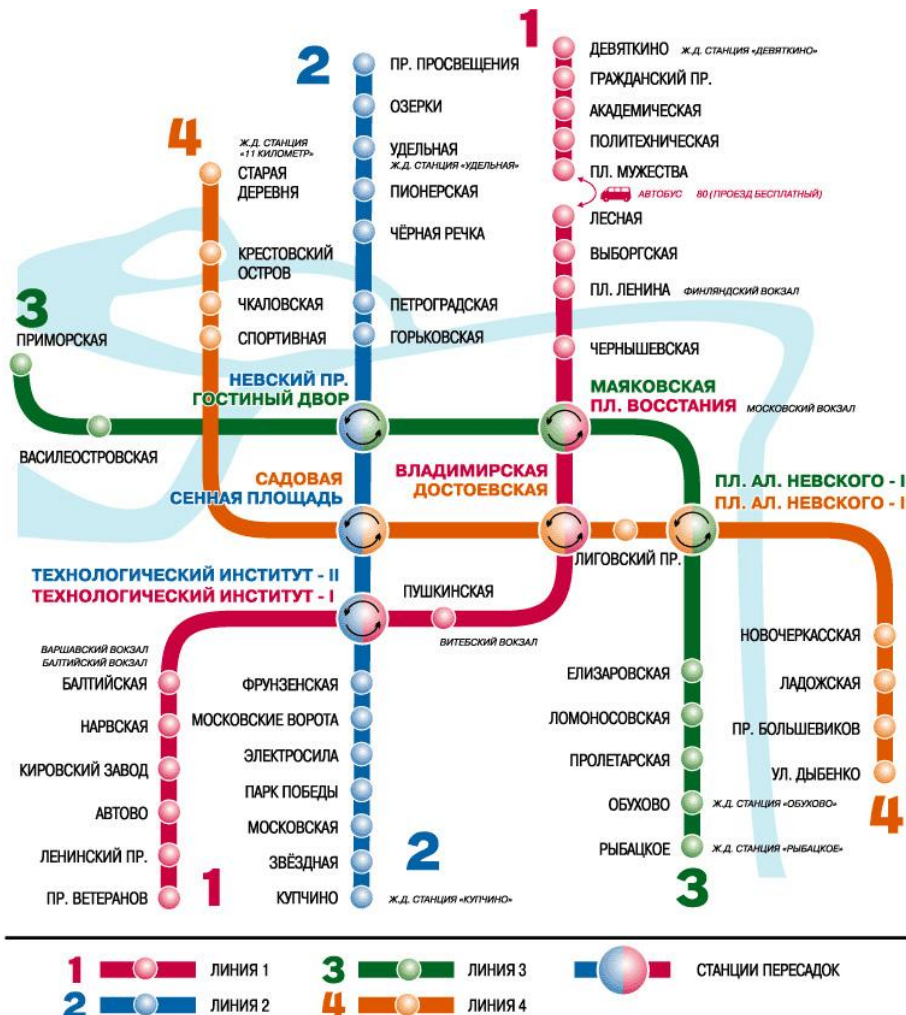 1
ДЕВЯТКИНО Ж.Д. СТАНЦИЯ «ДЕВЯТКИНО»
ГРАЖДАНСКИЙ ПР.
АКАДЕМИЧЕСКАЯ
ПОЛИТЕХНИЧЕСКАЯ
ПЛ. МУЖЕСТВА
АВТОБУС 80 (ПРОЕЗД БЕСПЛАТНЫЙ)
ЛЕСНАЯ
ВЫБОРГСКАЯ
ПЛ. ЛЕНИНА ФИНЛЯНДСКИЙ ВОКЗАЛ
ЧЕРНЫШЕВСКАЯ
2
ПР. ПРОСВЕЩЕНИЯ
ОЗЕРКИ
УДЕЛЬНАЯ
Ж.Д. СТАНЦИЯ «УДЕЛЬНАЯ»
ПИОНЕРСКАЯ
ЧЁРНАЯ РЕЧКА
ПЕТРОГРАДСКАЯ
ГОРЬКОВСКАЯ
4
Ж.Д. СТАНЦИЯ
«11 КИЛОМЕТР»
СТАРАЯ
ДЕРЕВНЯ
КРЕСТОВСКИЙ
ОСТРОВ
ЧКАЛОВСКАЯ
СПОРТИВНАЯ
3
ПРИМОРСКАЯ
ВАСИЛЕОСТРОВСКАЯ
НЕВСКИЙ ПР.
ГОСТИНЫЙ ДВОР
МАЯКОВСКАЯ
ПЛ. ВОССТАНИЯ МОСКОВСКИЙ ВОКЗАЛ
САДОВАЯ
СЕННАЯ ПЛОЩАДЬ
ВЛАДИМИРСКАЯ
ДОСТОЕВСКАЯ
ЛИГОВСКИЙ ПР.
ПЛ. АЛ. НЕВСКОГО - I
ПЛ. АЛ. НЕВСКОГО - I
ТЕХНОЛОГИЧЕСКИЙ ИНСТИТУТ - II
ТЕХНОЛОГИЧЕСКИЙ ИНСТИТУТ - I
ПУШКИНСКАЯ
ВИТЕБСКИЙ ВОКЗАЛ
ВАРШАВСКИЙ ВОКЗАЛ
БАЛТИЙСКИЙ ВОКЗАЛ
БАЛТИЙСКАЯ
НАРВСКАЯ
КИРОВСКИЙ ЗАВОД
АВТОВО
ЛЕНИНСКИЙ ПР.
ПР. ВЕТЕРАНОВ
1
ФРУНЗЕНСКАЯ
МОСКОВСКИЕ ВОРОТА
ЭЛЕКТРОСИЛА
ПАРК ПОБЕДЫ
МОСКОВСКАЯ
ЗВЁЗДНАЯ
КУПЧИНО Ж.Д. СТАНЦИЯ «КУПЧИНО»
2
ЕЛИЗАРОВСКАЯ
ЛОМОНОСОВСКАЯ
ПРОЛЕТАРСКАЯ
ОБУХОВО Ж.Д. СТАНЦИЯ «ОБУХОВО»
РЫБАЦКОЕ Ж.Д. СТАНЦИЯ «РЫБАЦКОЕ»
3
НОВОЧЕРКАССКАЯ
ЛАДОЖСКАЯ
ПР. БОЛЬШЕВИКОВ
УЛ. ДЫБЕНКО
4
1 ЛИНИЯ 1
2 ЛИНИЯ 2
3 ЛИНИЯ 3
4 ЛИНИЯ 4
СТАНЦИИ ПЕРЕСАДОК